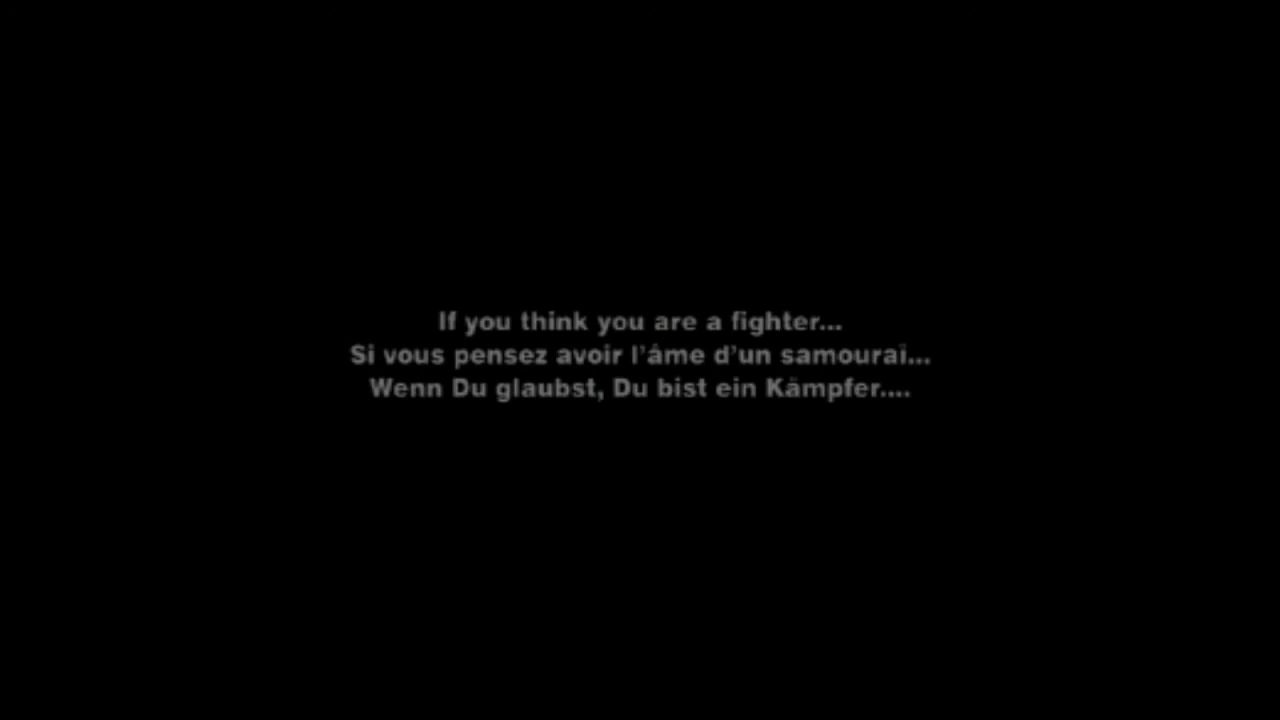 If you think you are a fighter...
Si vous pensez avoir l’âme d’un samouraï...
Wenn Du glaubst, Du bist ein Kämpfer....